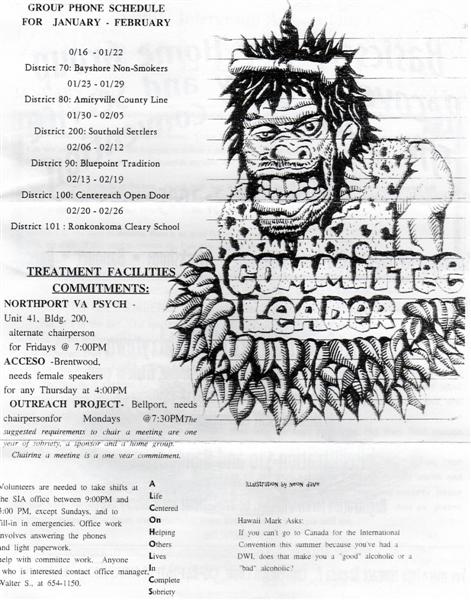 GROUP PHONE SCHEDULE
FOR JANUARY - FEBRUARY
0/16 - 01/22
District 70: Bayshore Non-Smokers
01/23 - 01/29
District 80: Amityville County Line
01/30 - 02/05
District 200: Southold Settlers
02/06 - 02/12
District 90: Bluepoint Tradition
02/13 - 02/19
District 100: Centereach Open Door
02/20 - 02/26
District 101 : Ronkonkoma Cleary School
COMMITTEE
LEADER
TREATMENT FACILITIES
COMMITMENTS:
NORTHPORT VA PSYCH -
Unit 41, Bldg. 200,
alternate chairperson
for Fridays @ 7:00PM
ACCESO -Brentwood,
needs female speakers
for any Thursday at 4:00PM
OUTREACH PROJECT- Bellport, needs
chairpersonfor Mondays @7:30PMThe
suggested requirements to chair a meeting are one
year of sobriety, a sponsor and a home group.
Chairing a meeting is a one year commitment.
Volunteers are needed to take shifts at
the SIA office between 9:00PM and
:00 PM, except Sundays, and to
fill-in in emergencies. Office work
involves answering the phones
and light paperwork.
help with committee work. Anyone
who is interested contact office manager,
Walter S., at 654-1150.
A
Life
Centered
On
Helping
Others
Lives
In
Complete
Sobriety
Illustration by
Hawaii Mark Asks:
If you can't go to Canada for the International
Convention this summer because you've had a
DWI, does that make you a "good" alcoholic or a
"bad" alcoholic?